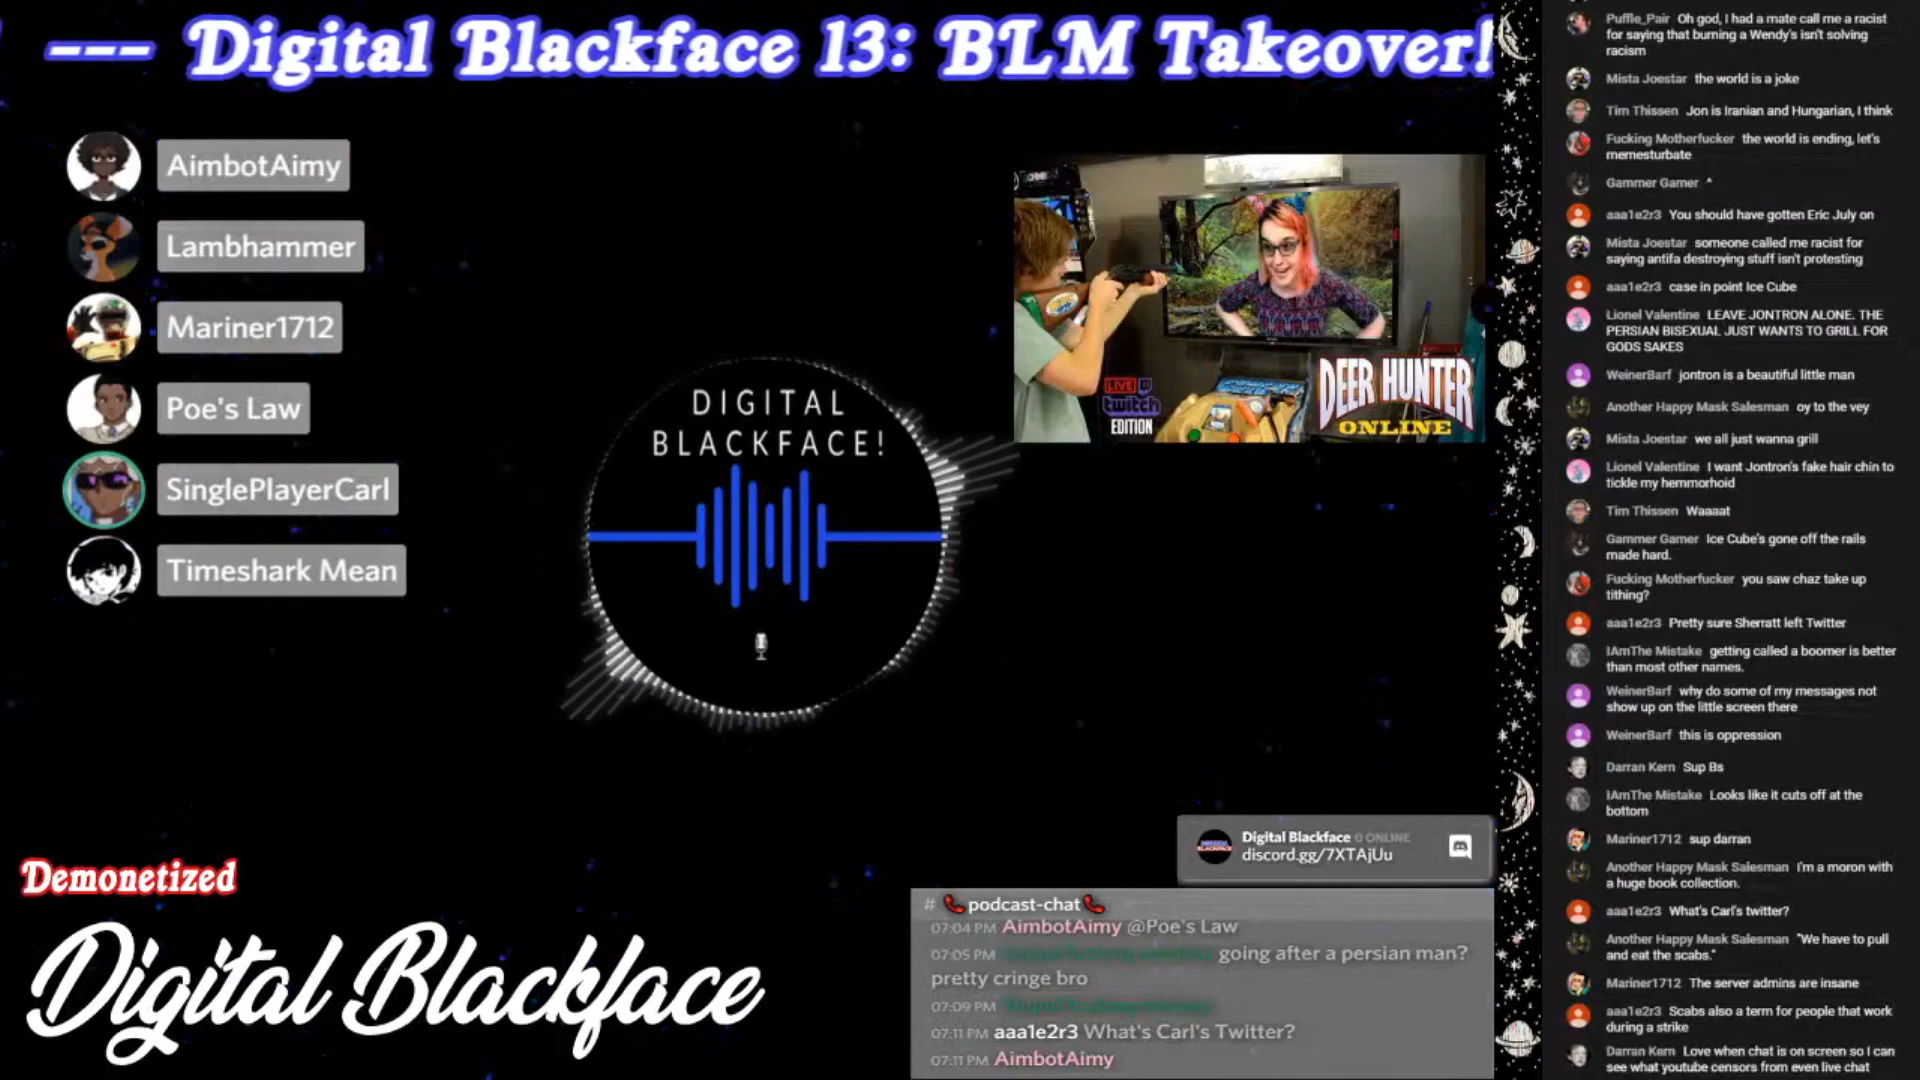 --- Digital Blackface 13: BLM Takeover!
AimbotAimy
Lambhammer
Mariner1712
Poe's Law
SinglePlayerCarl
Timeshark Mean
DIGITAL
BLACKFACE!
LIVE
twitch
EDITION
DEER HUNTER
ONLINE
Demonetized
Digital Blackface
Digital Blackface 0 ONLINE
discord.gg/7XTAjUu
# podcast-chat
07:04 PM AimbotAimy @Poe's Law
07:05 PM going after a persian man?
pretty cringe bro
07:09 PM
07:11 PM aaa1e2r3 What's Carl's Twitter?
07:11 PM AimbotAimy
Puffle_Pair Oh god, I had a mate call me a racist
for saying that burning a Wendy's isn't solving
racism
Mista Joestar the world is a joke
Tim Thissen Jon is Iranian and Hungarian, I think
Fucking Motherfucker the world is ending, let's
memesturbate
Gammer Gamer ^
aaa1e2r3 You should have gotten Eric July on
Mista Joestar someone called me racist for
saying antifa destroying stuff isn't protesting
aaa1e2r3 case in point Ice Cube
Lionel Valentine LEAVE JONTRON ALONE. THE
PERSIAN BISEXUAL JUST WANTS TO GRILL FOR
GODS SAKES
WeinerBarf jontron is a beautiful little man
Another Happy Mask Salesman oy to the vey
Mista Joestar we all just wanna grill
Lionel Valentine I want Jontron's fake hair chin to
tickle my hemmorhoid
Tim Thissen Waaaat
Gammer Gamer Ice Cube's gone off the rails
made hard.
Fucking Motherfucker you saw chaz take up
tithing?
aaa1e2r3 Pretty sure Sherratt left Twitter
IAmThe Mistake getting called a boomer is better
than most other names.
WeinerBarf why do some of my messages not
show up on the little screen there
WeinerBarf this is oppression
Darran Kern Sup Bs
IAmThe Mistake Looks like it cuts off at the
bottom
Mariner1712 sup darran
Another Happy Mask Salesman I'm a moron with
a huge book collection.
aaa1e2r3 What's Carl's twitter?
Another Happy Mask Salesman "We have to pull
and eat the scabs."
Mariner1712 The server admins are insane
aaa1e2r3 Scabs also a term for people that work
during a strike
Darran Kern Love when chat is on screen so I can
see what youtube censors from even live chat